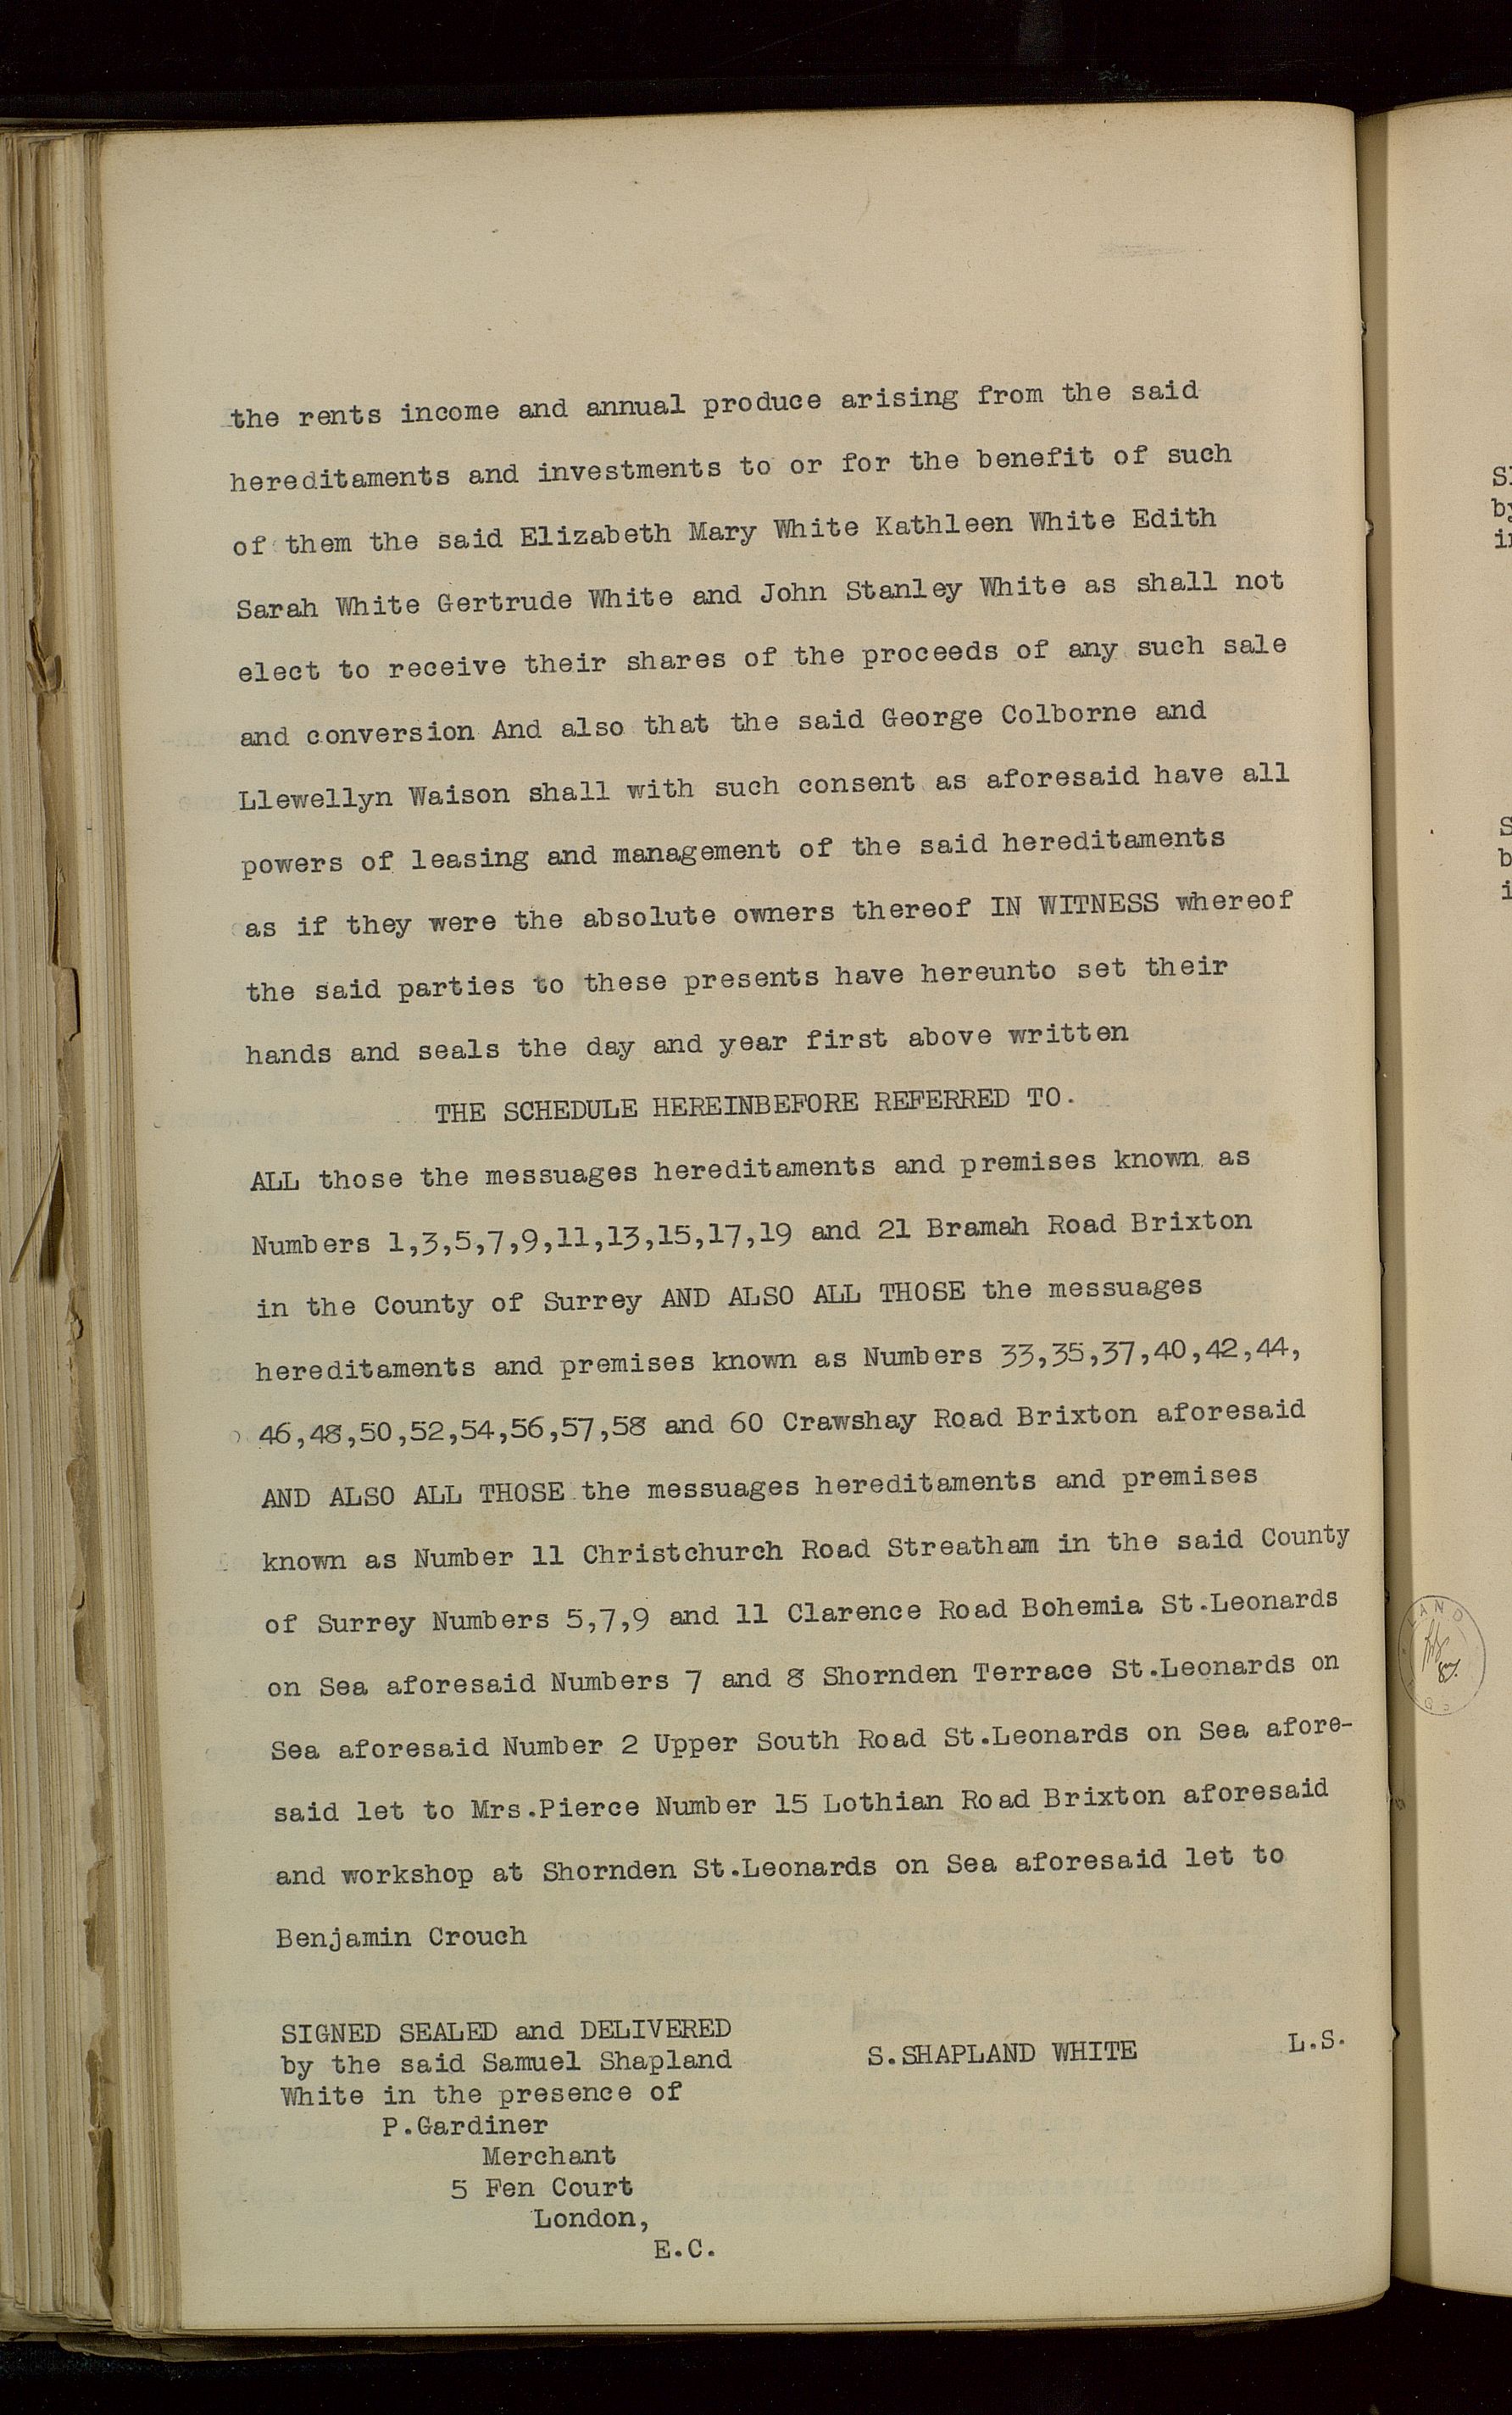 the rents income and annual produce arising from the said
hereditaments and investments to or for the benefit of such
of them the said Elizabeth Mary White Kathleen White Edith
Sarah White Gertrude White and John Stanley White as shall not
elect to receive their shares of the proceeds of any such sale
and conversion And also that the said George Colborne and
Llewellyn Waison shall with such consent as aforesaid have all
powers of leasing and management of the said hereditaments
as if they were the absolute owners thereof IN WITNESS whereof
the said parties to these presents have hereunto set their
hands and seals the day and year first above written
THE SCHEDULE HEREINBEFORE REFERRED TO.
ALL those the messuages hereditaments and premises known as
Numbers 1,3,5,7,9,11,13,15,17,19 and 21 Bramah Road Brixton
in the County of Surrey AND ALSO ALL THOSE the messuages
hereditaments and premises known as Numbers 33,35,37,40,42,44,
46,48,50,52,54,56,57,58 and 60 Crawshay Road Brixton aforesaid
AND ALSO ALL THOSE the messuages hereditaments and premises
known as Number 11 Christchurch Road Streatham in the said County
of Surrey Numbers 5,7,9 and 11 Clarence Road Bohemia St.Leonards
on Sea aforesaid Numbers 7 and 8 Shornden Terrace St.Leonards on
Sea aforesaid Number 2 Upper South Road St.Leonards on Sea afore-
said let to Mrs.Pierce Number 15 Lothian Road Brixton aforesaid
and workshop at Shornden St.Leonards on Sea aforesaid let to
Benjamin Crouch
SIGNED SEALED and DELIVERED
by the said Samuel Shapland
White in the presence of
P.Gardiner
Merchant
5 Fen Court
London,
E.C.
S.SHAPLAND WHITE L.S.